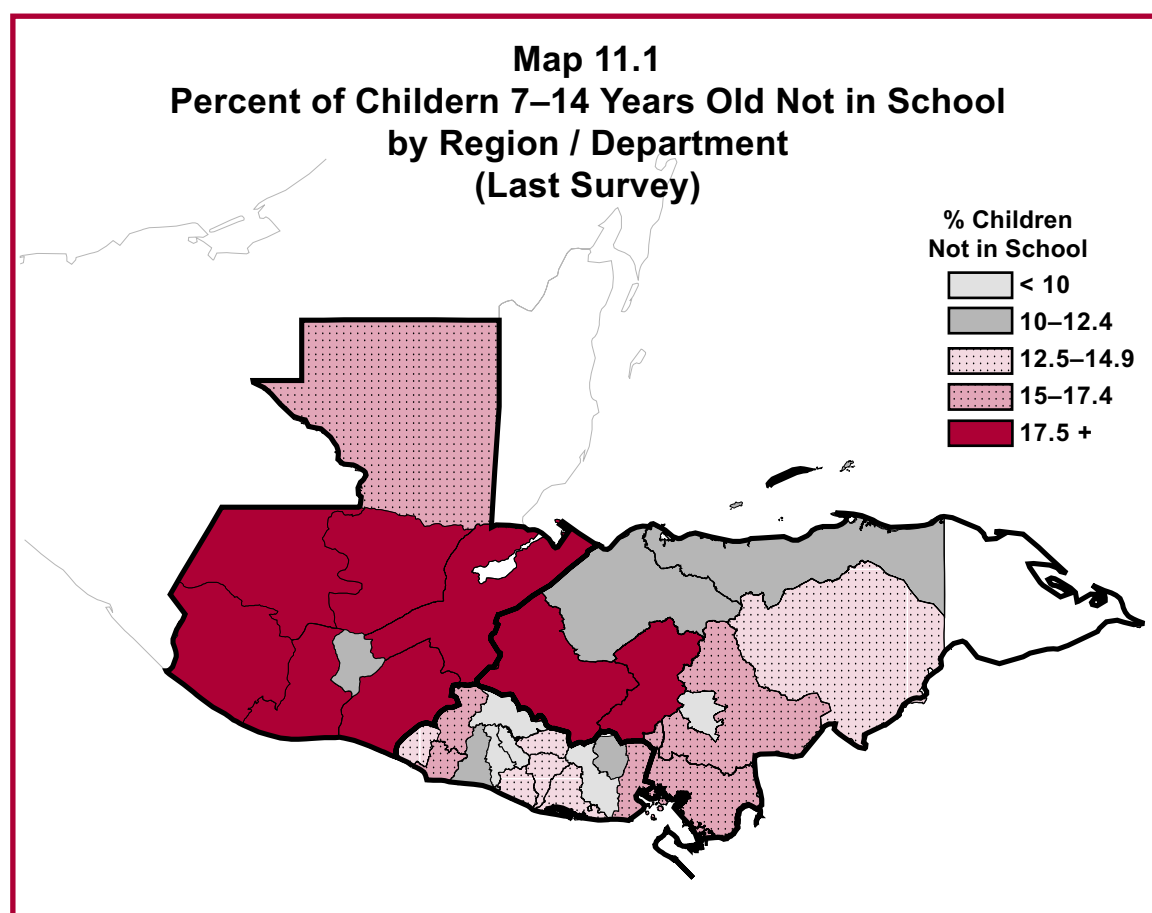 Map 11.1
Percent of Childern 7–14 Years Old Not in School
by Region / Department
(Last Survey)
% Children
Not in School
< 10
10–12.4
12.5–14.9
15–17.4
17.5 +